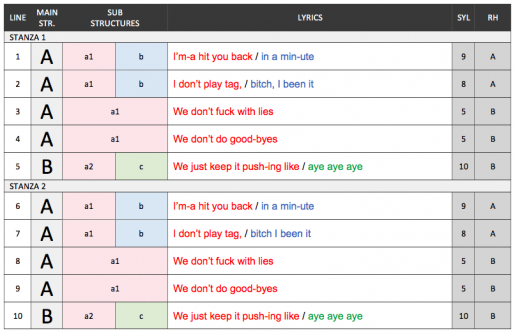 LINE MAIN STR. SUB STRUCTURES LYRICS SYL RH
STANZA 1
1 A a1 b I'm-a hit you back / in a min-ute 9 A
2 A a1 b I don't play tag, / bitch, I been it 8 A
3 A a1 We don't fuck with lies 5 B
4 A a1 We don't do good-byes 5 B
5 B a2 c We just keep it push-ing like / aye aye aye 10 B
STANZA 2
6 A a1 b I'm-a hit you back / in a min-ute 9 A
7 A a1 b I don't play tag, / bitch I been it 8 A
8 A a1 We don't fuck with lies 5 B
9 A a1 We don't do good-byes 5 B
10 B a2 c We just keep it push-ing like / aye aye aye 10 B